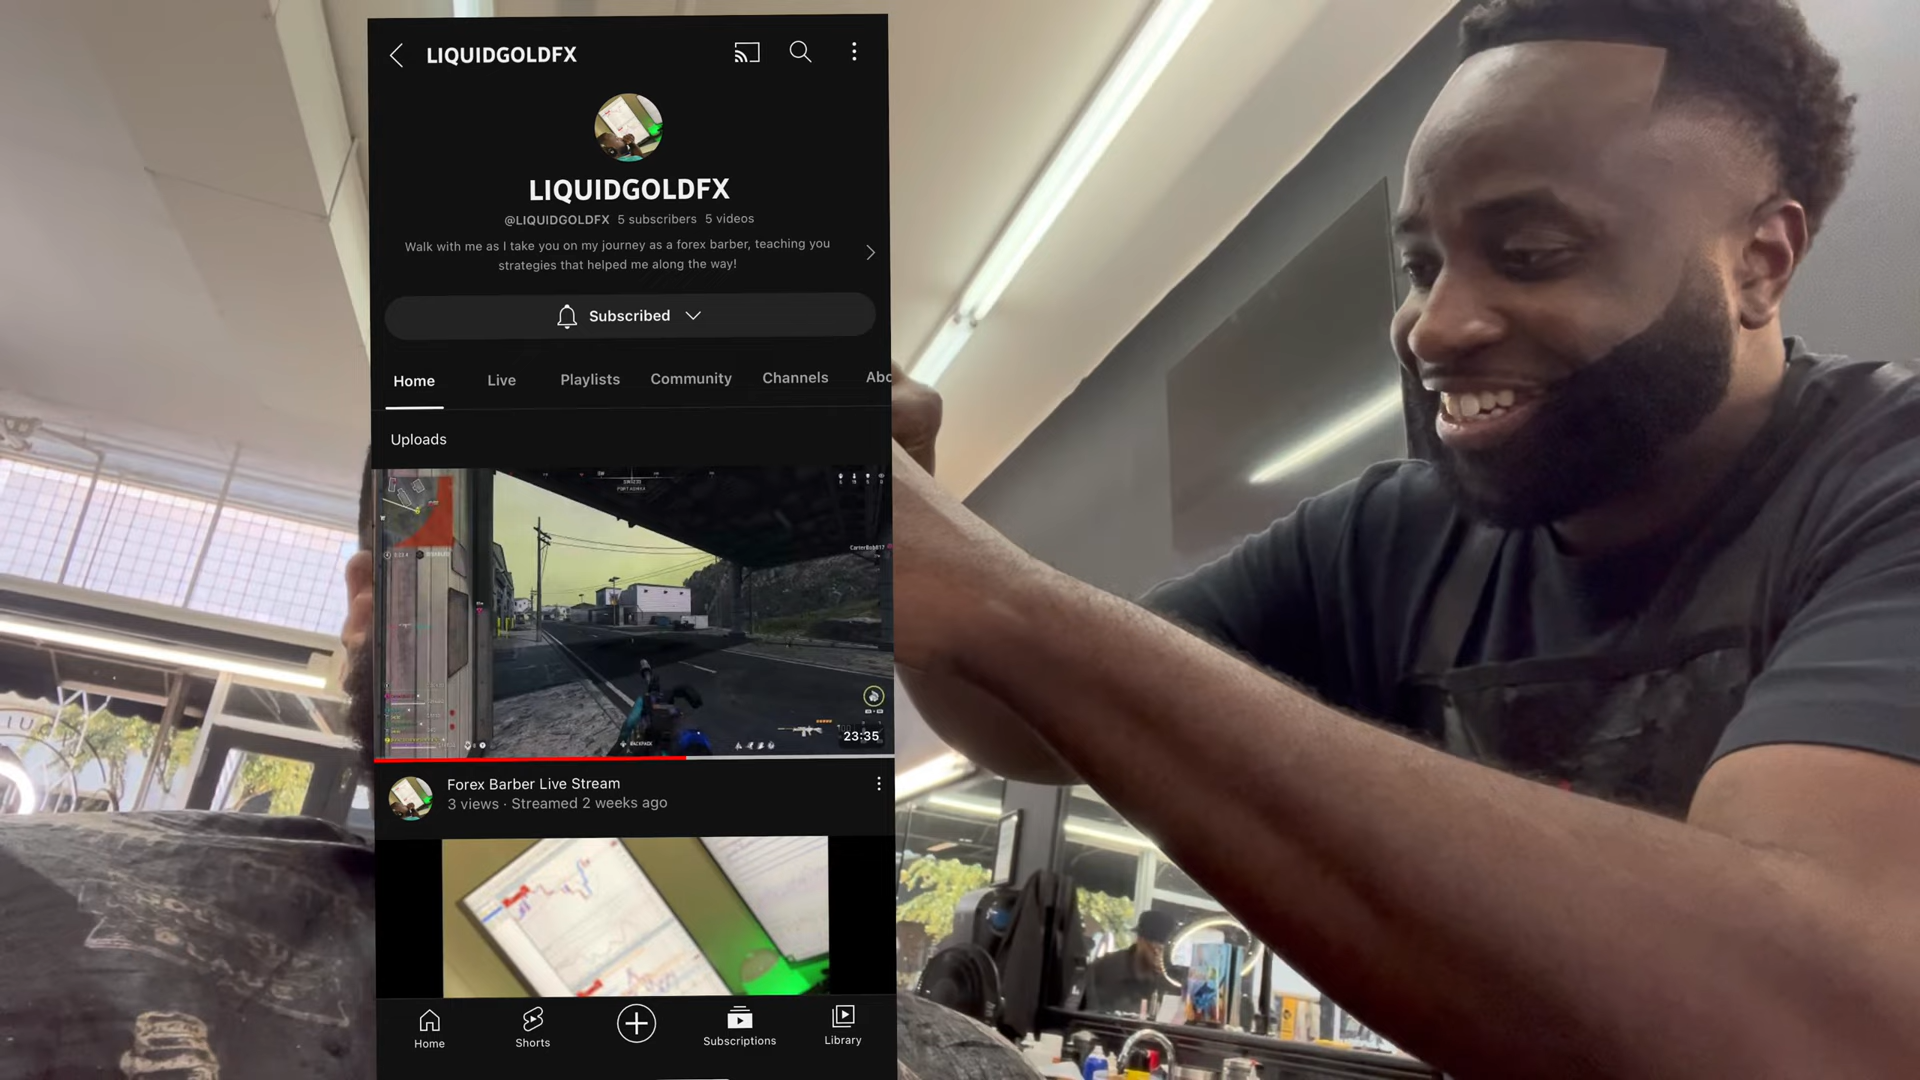 LIQUIDGOLDFX
LIQUIDGOLDFX
@LIQUIDGOLDFX 5 subscribers 5 videos
Walk with me as I take you on my journey as a forex barber, teaching you
strategies that helped me along the way!
Subscribed
Home Live Playlists Community Channels Abc
Uploads
BACKPACK
23:35
Forex Barber Live Stream
3 views · Streamed 2 weeks ago
Home Shorts Subscriptions Library